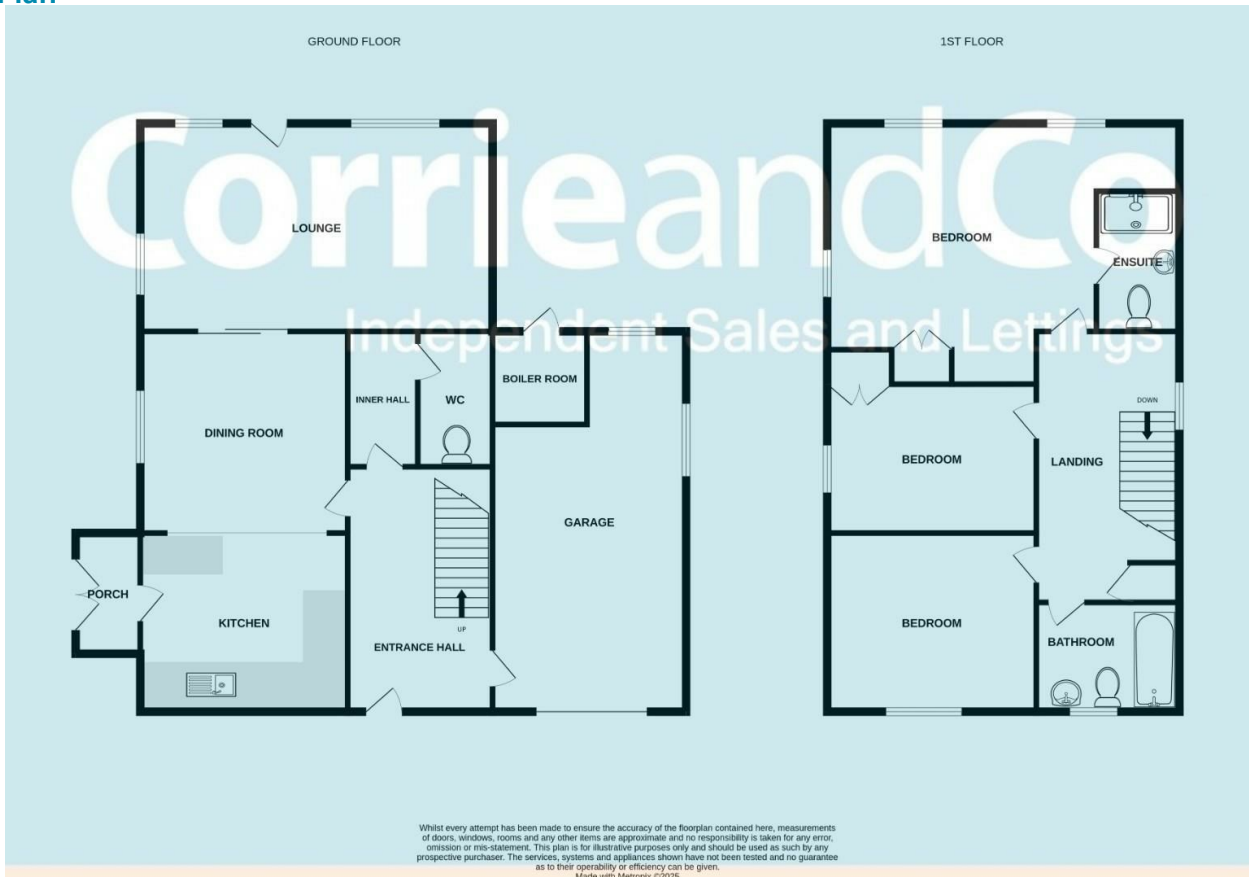 Plan
GROUND FLOOR
1ST FLOOR
CorrieandCo
Independent Sales and Lettings
LOUNGE
BEDROOM
ENSUITE
BOILER ROOM
INNER HALL
WC
DINING ROOM
DOWN
BEDROOM
LANDING
GARAGE
PORCH
KITCHEN
UP
ENTRANCE HALL
BEDROOM
BATHROOM
Whilst every attempt has been made to ensure the accuracy of the floorplan contained here, measurements
of doors, windows, rooms and any other items are approximate and no responsibility is taken for any error,
omission or mis-statement. This plan is for illustrative purposes only and should be used as such by any
prospective purchaser. The services, systems and appliances shown have not been tested and no guarantee
as to their operability or efficiency can be given.
Made with Metropix ©2025